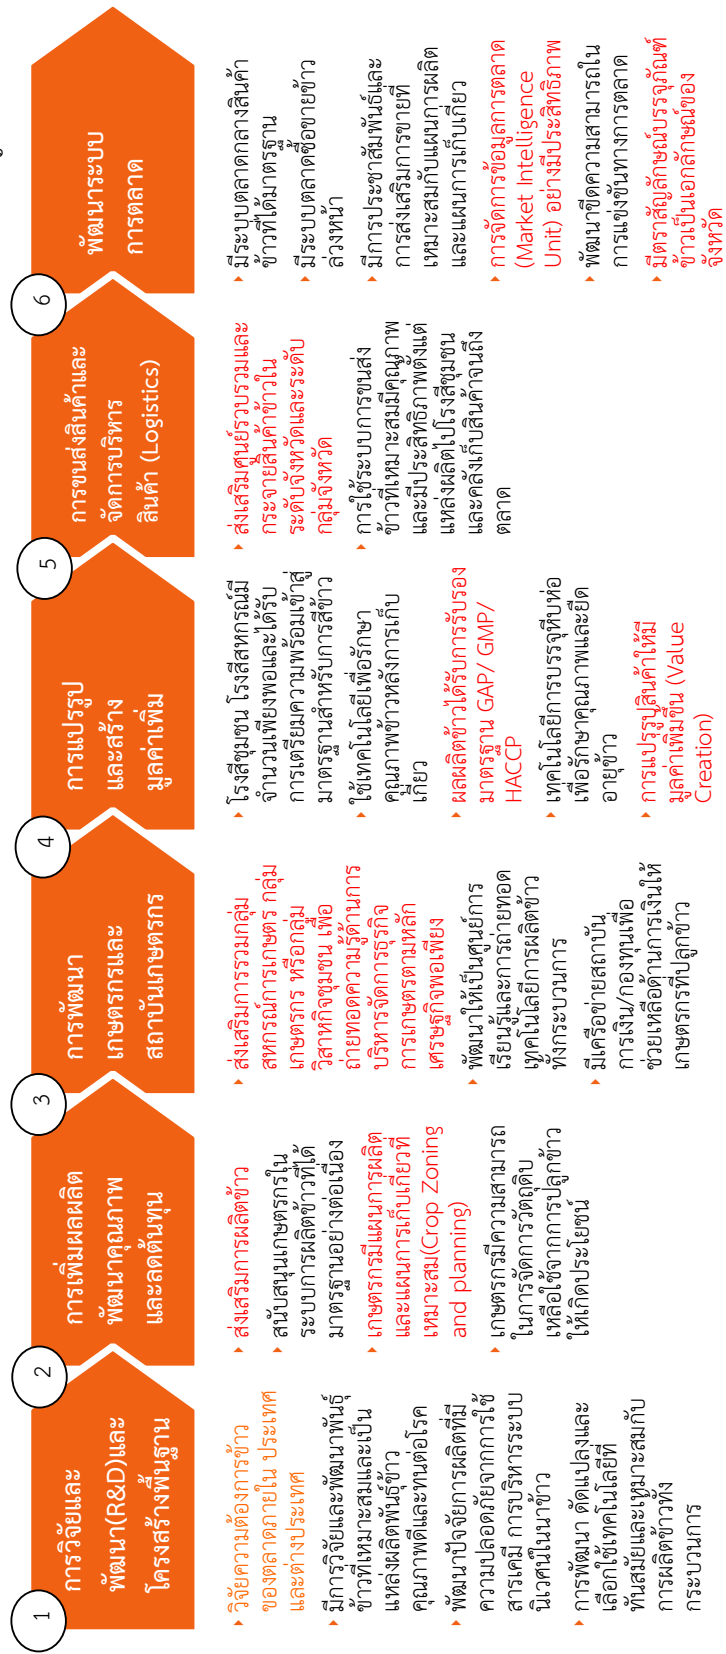 1
การวิจัยและ
พัฒนา(R&D)และ
โครงสร้างพื้นฐาน
วิจัยความต้องการข้าว
ของตลาดภายใน ประเทศ
และต่างประเทศ
มีการวิจัยและพัฒนาพันธุ์
ข้าวที่เหมาะสมและเป็น
แหล่งผลิตพันธุ์ข้าว
คุณภาพดีและทนต่อโรค
พัฒนาปัจจัยการผลิตที่มี
ความปลอดภัยจากการใช้
สารเคมี การบริหารระบบ
นิเวศน์ในนาข้าว
การพัฒนา ดัดแปลงและ
เลือกใช้เทคโนโลยีที่
ทันสมัยและเหมาะสมกับ
การผลิตข้าวทั้ง
กระบวนการ
2
การเพิ่มผลผลิต
พัฒนาคุณภาพ
และลดต้นทุน
ส่งเสริมการผลิตข้าว
สนับสนุนเกษตรกรใน
ระบบการผลิตข้าวที่ได้
มาตรฐานอย่างต่อเนื่อง
เกษตรกรมีแผนการผลิต
และแผนการเก็บเกี่ยวที่
เหมาะสม(Crop Zoning
and planning)
เกษตรกรมีความสามารถ
ในการจัดการวัตถุดิบ
เหลือใช้จากการปลูกข้าว
ให้เกิดประโยชน์
3
การพัฒนา
เกษตรกรและ
สถาบันเกษตรกร
ส่งเสริมการรวมกลุ่ม
สหกรณ์การเกษตร กลุ่ม
เกษตรกร หรือกลุ่ม
วิสาหกิจชุมชน เพื่อ
ถ่ายทอดความรู้ด้านการ
บริหารจัดการธุรกิจ
การเกษตรตามหลัก
เศรษฐกิจพอเพียง
พัฒนาให้เป็นศูนย์การ
เรียนรู้และการถ่ายทอด
เทคโนโลยีการผลิตข้าว
ทั้งกระบวนการ
มีเครือข่ายสถาบัน
การเงิน/กองทุนเพื่อ
ช่วยเหลือด้านการเงินให้
เกษตรกรที่ปลูกข้าว
4
การแปรรูป
และสร้าง
มูลค่าเพิ่ม
โรงสีชุมชน โรงสีสหกรณ์มี
จำนวนเพียงพอและได้รับ
การเตรียมความพร้อมเข้าสู่
มาตรฐานสำหรับการสีข้าว
ใช้เทคโนโลยีเพื่อรักษา
คุณภาพข้าวหลังการเก็บ
เกี่ยว
ผลผลิตข้าวได้รับการรับรอง
มาตรฐาน GAP/ GMP/
HACCP
เทคโนโลยีการบรรจุหีบห่อ
เพื่อรักษาคุณภาพและยืด
อายุข้าว
การแปรรูปสินค้าให้มี
มูลค่าเพิ่มขึ้น (Value
Creation)
5
การขนส่งสินค้าและ
จัดการบริหาร
สินค้า (Logistics)
ส่งเสริมศูนย์รวบรวมและ
กระจายสินค้าข้าวใน
ระดับจังหวัดและระดับ
กลุ่มจังหวัด
การใช้ระบบการขนส่ง
ข้าวที่เหมาะสมมีคุณภาพ
และมีประสิทธิภาพตั้งแต่
แหล่งผลิตไปโรงสีชุมชน
และคลังเก็บสินค้าจนถึง
ตลาด
6
พัฒนาระบบ
การตลาด
มีระบบตลาดกลางสินค้า
ข้าวที่ได้มาตรฐาน
มีระบบตลาดซื้อขายข้าว
ล่วงหน้า
มีการประชาสัมพันธ์และ
การส่งเสริมการขายที่
เหมาะสมกับแผนการผลิต
และแผนการเก็บเกี่ยว
การจัดการข้อมูลการตลาด
(Market Intelligence
Unit) อย่างมีประสิทธิภาพ
พัฒนาขีดความสามารถใน
การแข่งขันทางการตลาด
มีตราสัญลักษณ์บรรจุภัณฑ์
ข้าวเป็นเอกลักษณ์ของ
จังหวัด